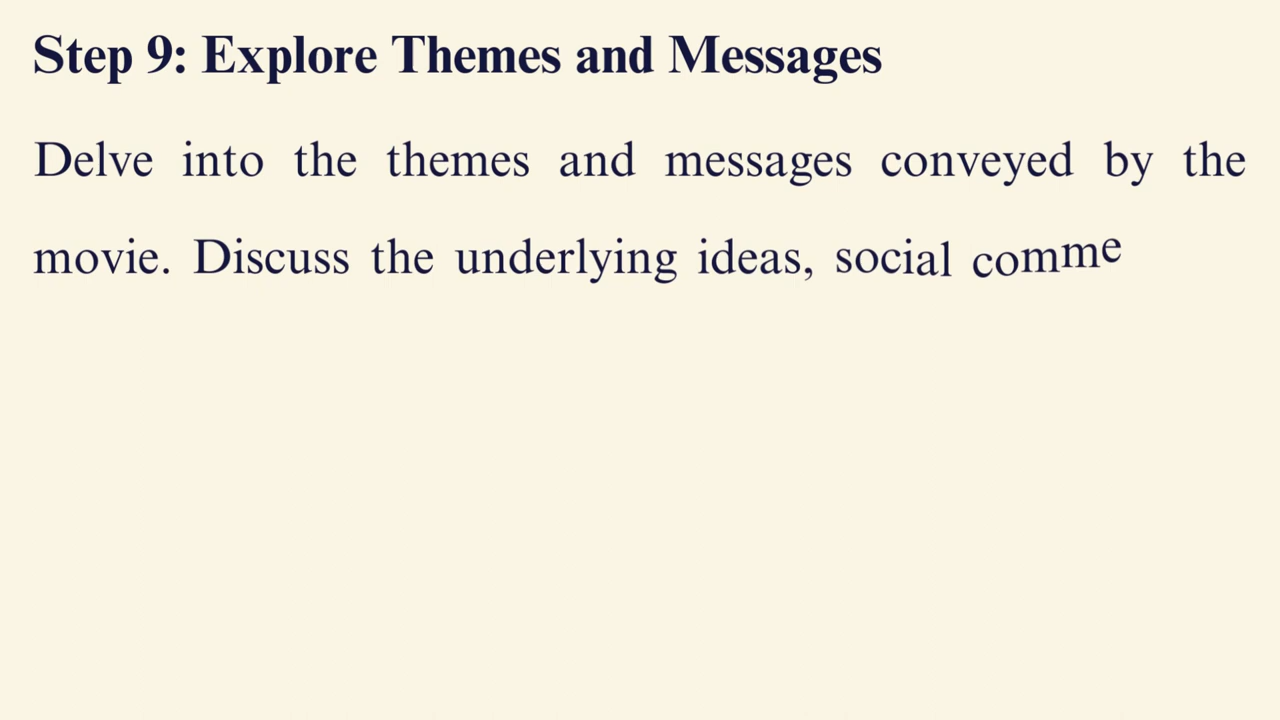 Step 9: Explore Themes and Messages
Delve into the themes and messages conveyed by the
movie. Discuss the underlying ideas, social comme